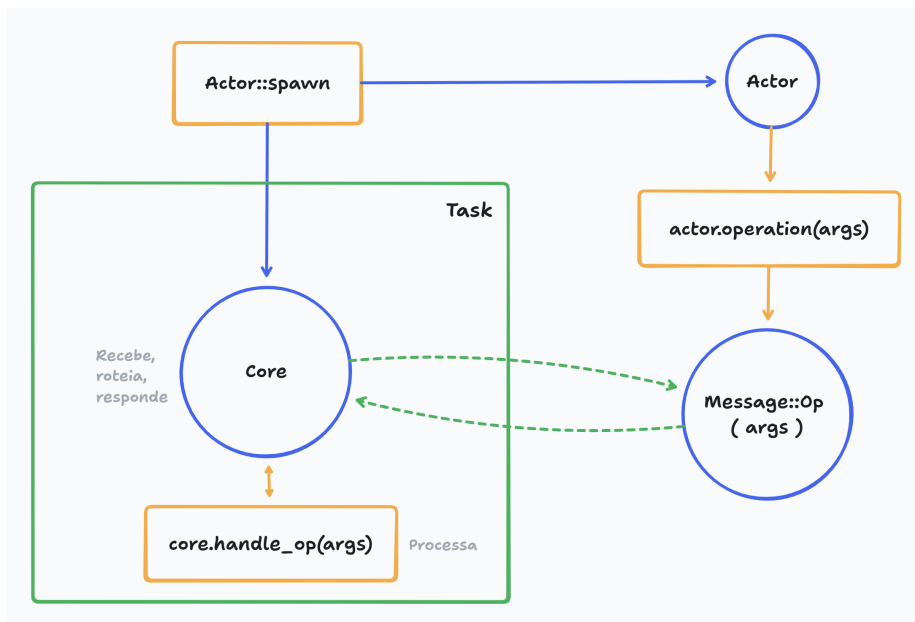 Actor::spawn
Actor
Task
actor.operation(args)
Recebe,
roteia,
responde
Core
Message::Op
( args )
core.handle_op(args)
Processa